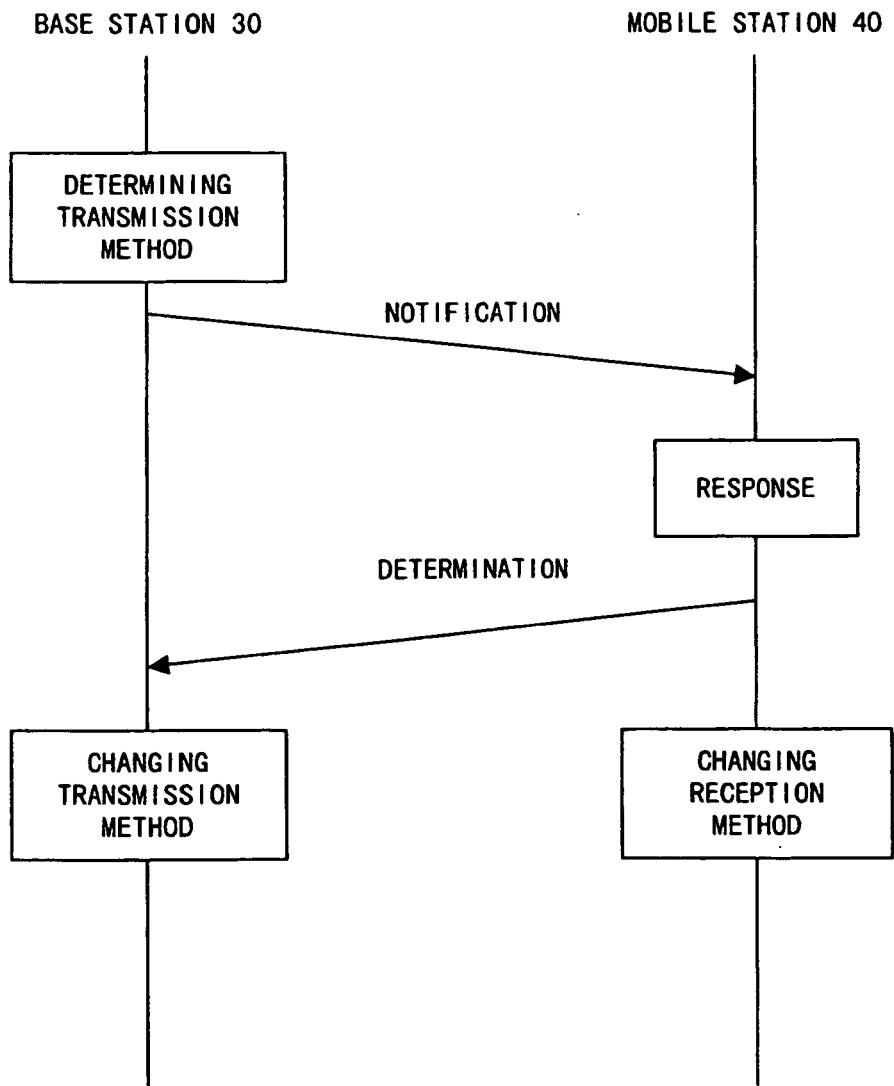 BASE STATION 30
MOBILE STATION 40
DETERMINING
TRANSMISSION
METHOD
NOTIFICATION
RESPONSE
DETERMINATION
CHANGING
TRANSMISSION
METHOD
CHANGING
RECEPTION
METHOD